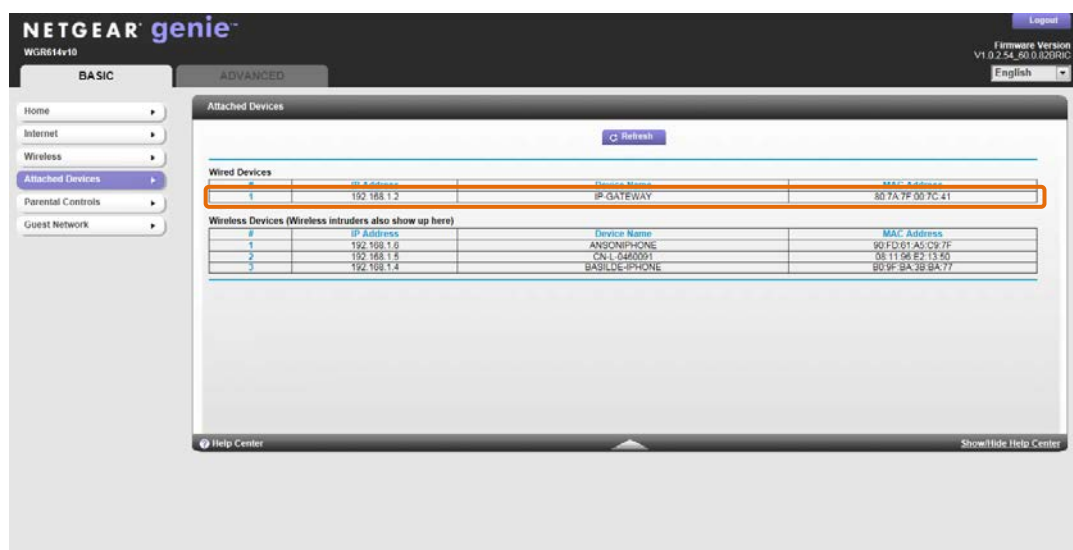 NETGEAR® genie™
WGR614v10
Logout
Firmware Version
V1.0.2.54_60.0.82BRIC
BASIC
ADVANCED
English
Home
Internet
Wireless
Attached Devices
Parental Controls
Guest Network
Attached Devices
Refresh
Wired Devices
# IP Address Device Name MAC Address
1 192.168.1.2 IP-GATEWAY 80:7A:7F:00:7C:41
Wireless Devices (Wireless intruders also show up here)
# IP Address Device Name MAC Address
1 192.168.1.6 ANSONIPHONE 90:FD:61:A5:C9:7F
2 192.168.1.5 CN-L-0460091 08:11:96:E2:13:50
3 192.168.1.4 BASILDE-IPHONE B0:9F:BA:3B:BA:77
Help Center
Show/Hide Help Center